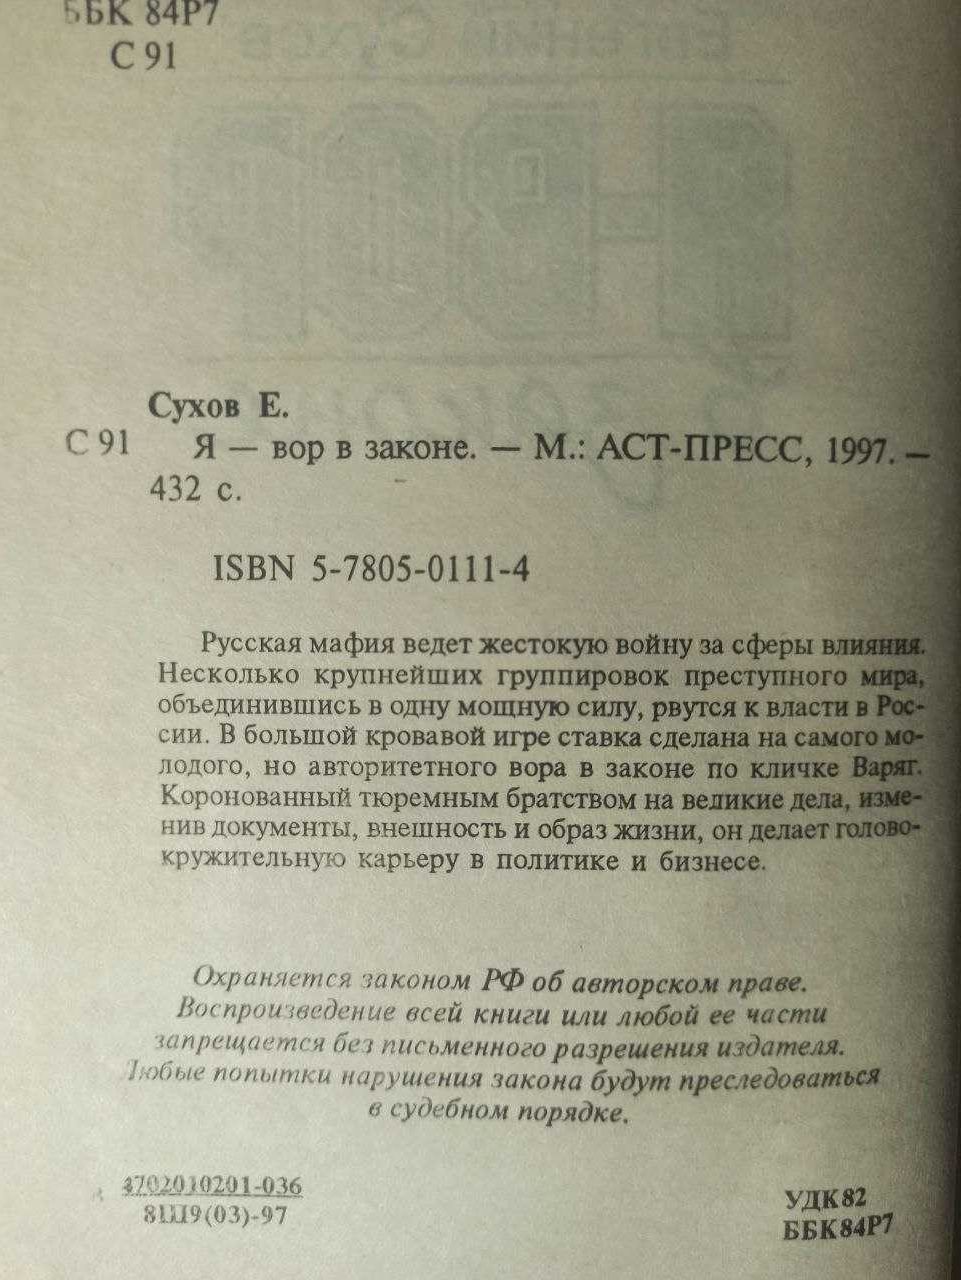 ББК 84Р7
С 91
Сухов Е.
С 91 Я — вор в законе. — М.: АСТ-ПРЕСС, 1997. —
432 с.
ISBN 5-7805-0111-4
Русская мафия ведет жестокую войну за сферы влияния.
Несколько крупнейших группировок преступного мира,
объединившись в одну мощную силу, рвутся к власти в Рос-
сии. В большой кровавой игре ставка сделана на самого мо-
лодого, но авторитетного вора в законе по кличке Варяг.
Коронованный тюремным братством на великие дела, изме-
нив документы, внешность и образ жизни, он делает голово-
кружительную карьеру в политике и бизнесе.
Охраняется законом РФ об авторском праве.
Воспроизведение всей книги или любой ее части
запрещается без письменного разрешения издателя.
Любые попытки нарушения закона будут преследоваться
в судебном порядке.
4702010201-036
8Ш9(03)-97
УДК 82
ББК 84Р7